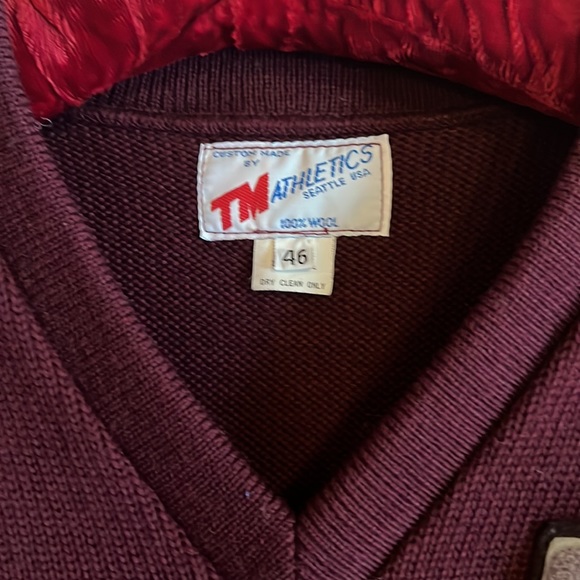 CUSTOM MADE
BY
TM ATHLETICS
SEATTLE USA
100% WOOL
46
DRY CLEAN ONLY